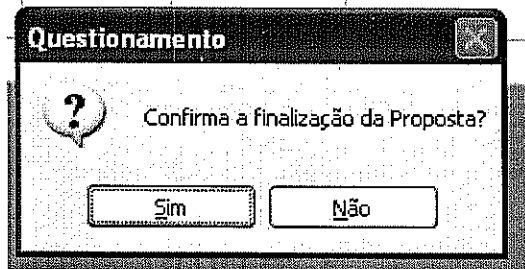 Questionamento
?
Confirma a finalização da Proposta?
Sim
Não